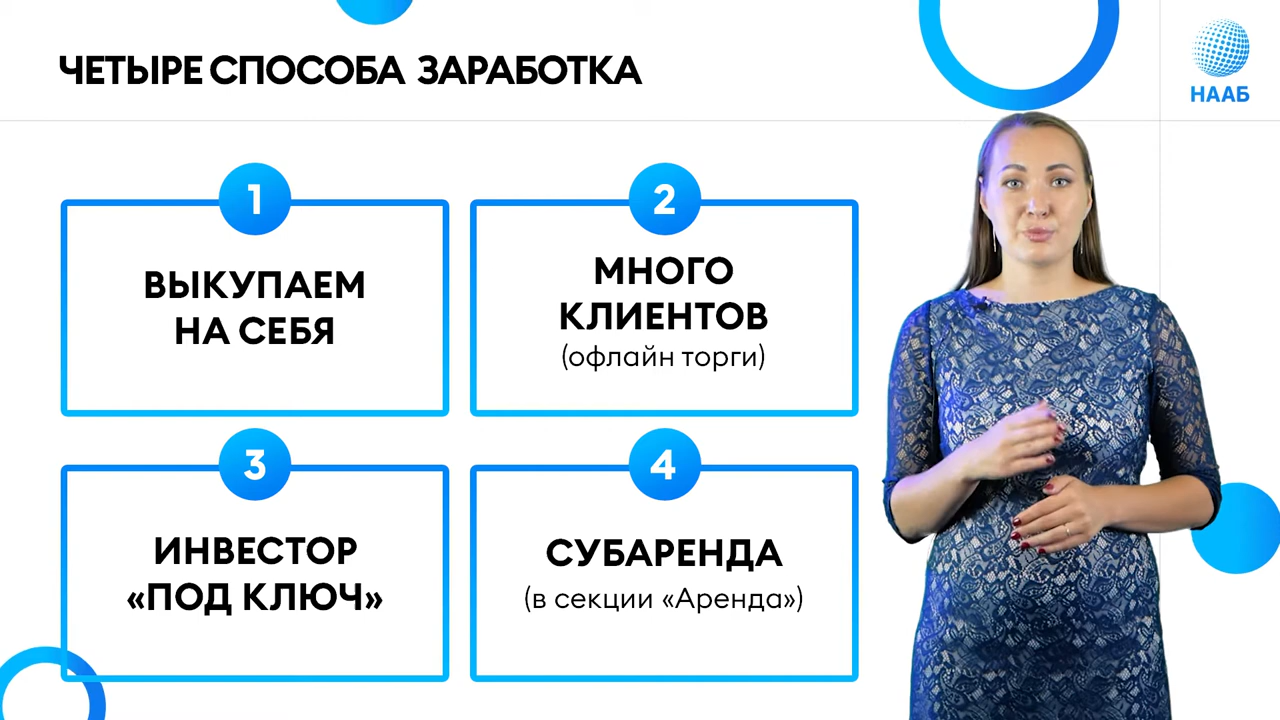 ЧЕТЫРЕ СПОСОБА ЗАРАБОТКА
НААБ
1
ВЫКУПАЕМ
НА СЕБЯ
2
МНОГО
КЛИЕНТОВ
(офлайн торги)
3
ИНВЕСТОР
«ПОД КЛЮЧ»
4
СУБАРЕНДА
(в секции «Аренда»)